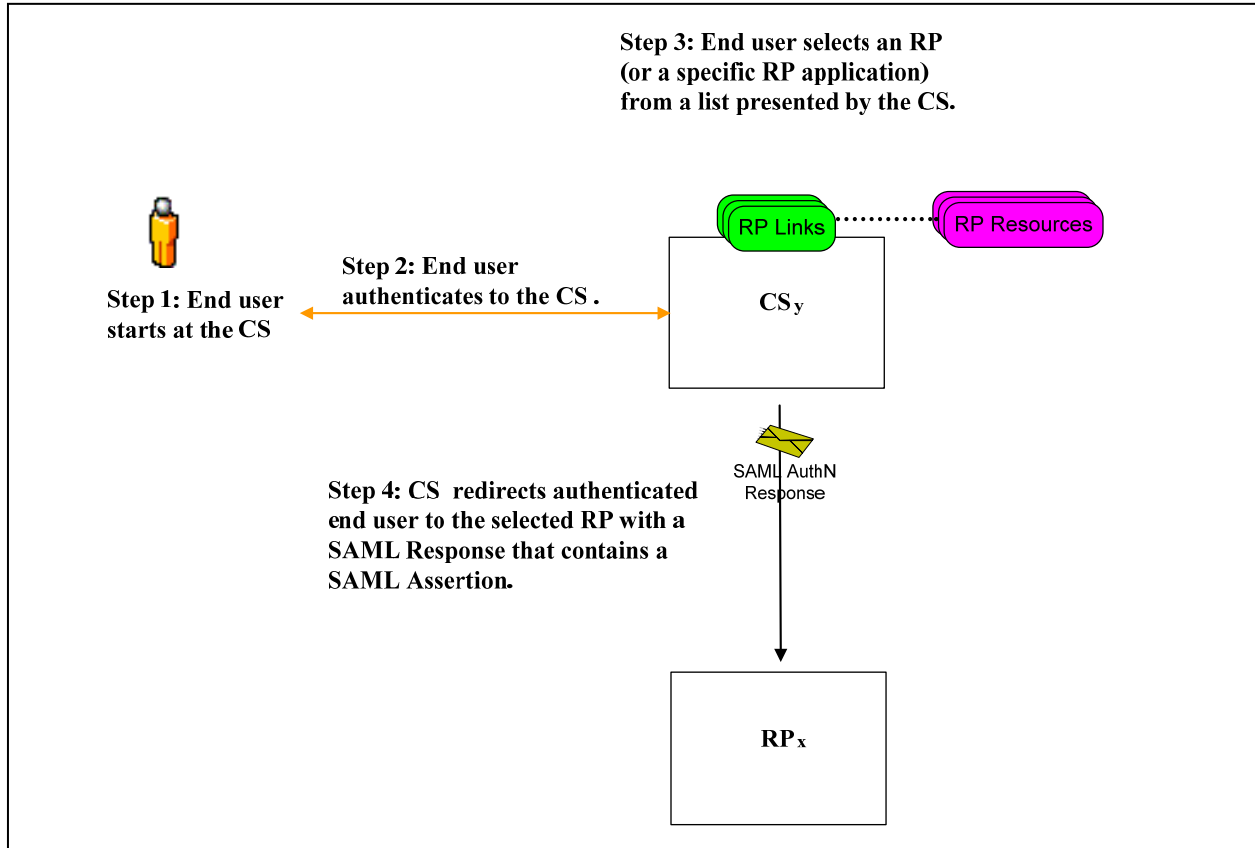 Step 3: End user selects an RP
(or a specific RP application)
from a list presented by the CS.
RP Links
RP Resources
Step 2: End user
authenticates to the CS .
Step 1: End user
starts at the CS
CS y
SAML AuthN
Response
Step 4: CS redirects authenticated
end user to the selected RP with a
SAML Response that contains a
SAML Assertion.
RP x